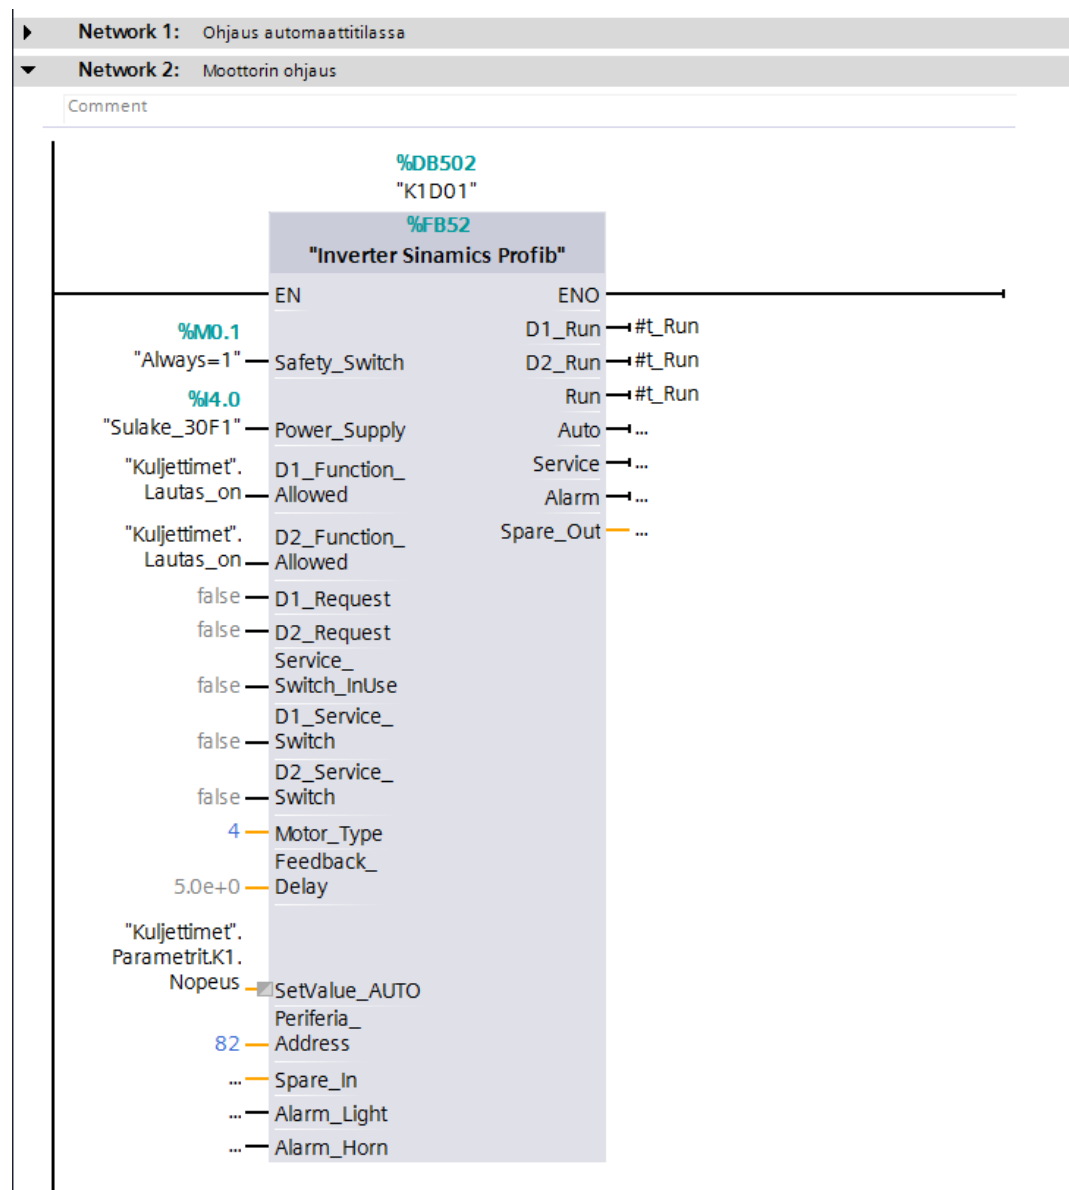 Network 1: Ohjaus automaattitilassa
Network 2: Moottorin ohjaus
Comment
%DB502
"K1D01"
%FB52
"Inverter Sinamics Profib"
EN
ENO
D1_Run
#t_Run
%M0.1
"Always=1"
Safety_Switch
D2_Run
#t_Run
%I4.0
Run
#t_Run
"Sulake_30F1"
Power_Supply
Auto
...
"Kuljettimet".
Lautas_on
D1_Function_
Allowed
Service
...
Alarm
...
"Kuljettimet".
Lautas_on
D2_Function_
Allowed
Spare_Out
...
false
D1_Request
false
D2_Request
false
Service_
Switch_InUse
false
D1_Service_
Switch
false
D2_Service_
Switch
4
Motor_Type
5.0e+0
Feedback_
Delay
"Kuljettimet".
Parametrit.K1.
Nopeus
SetValue_AUTO
82
Periferia_
Address
...
Spare_In
...
Alarm_Light
...
Alarm_Horn